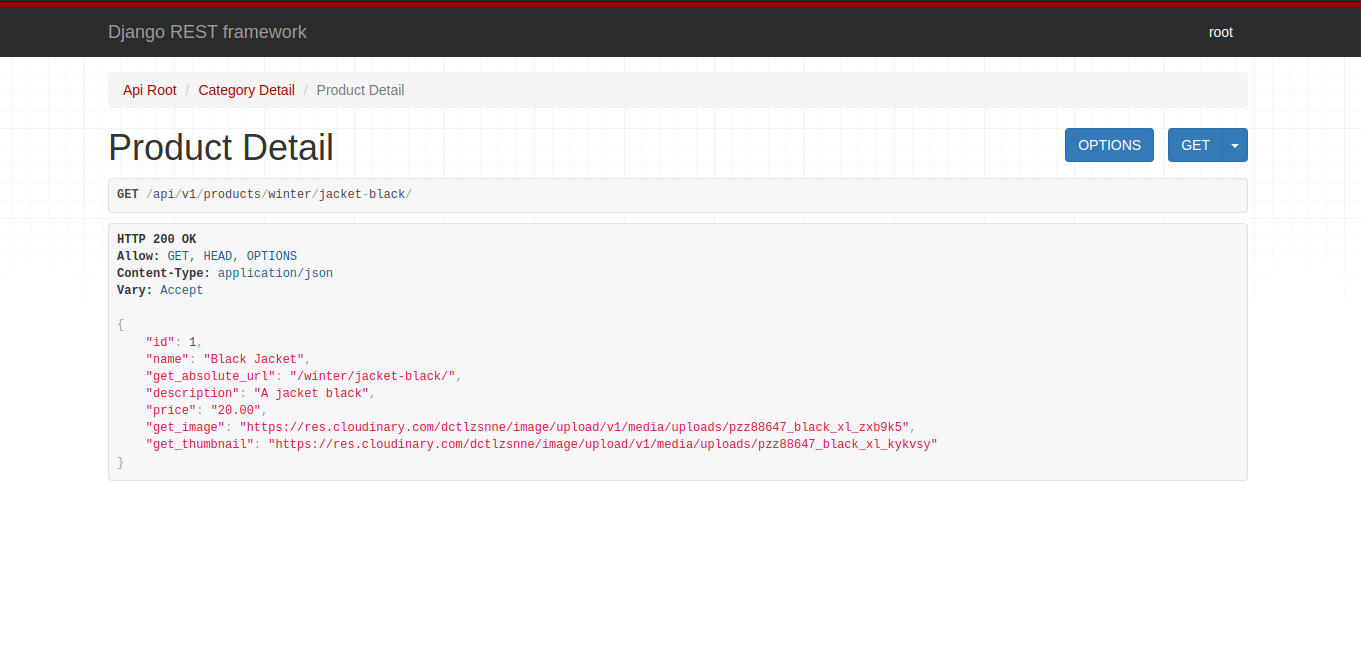 Django REST framework
root
Api Root / Category Detail / Product Detail
Product Detail
OPTIONS
GET
GET /api/v1/products/winter/jacket-black/
HTTP 200 OK
Allow: GET, HEAD, OPTIONS
Content-Type: application/json
Vary: Accept
{
    "id": 1,
    "name": "Black Jacket",
    "get_absolute_url": "/winter/jacket-black/",
    "description": "A jacket black",
    "price": "20.00",
    "get_image": "https://res.cloudinary.com/dctlzsnne/image/upload/v1/media/uploads/pzz88647_black_xl_zxb9k5",
    "get_thumbnail": "https://res.cloudinary.com/dctlzsnne/image/upload/v1/media/uploads/pzz88647_black_xl_kykvsy"
}